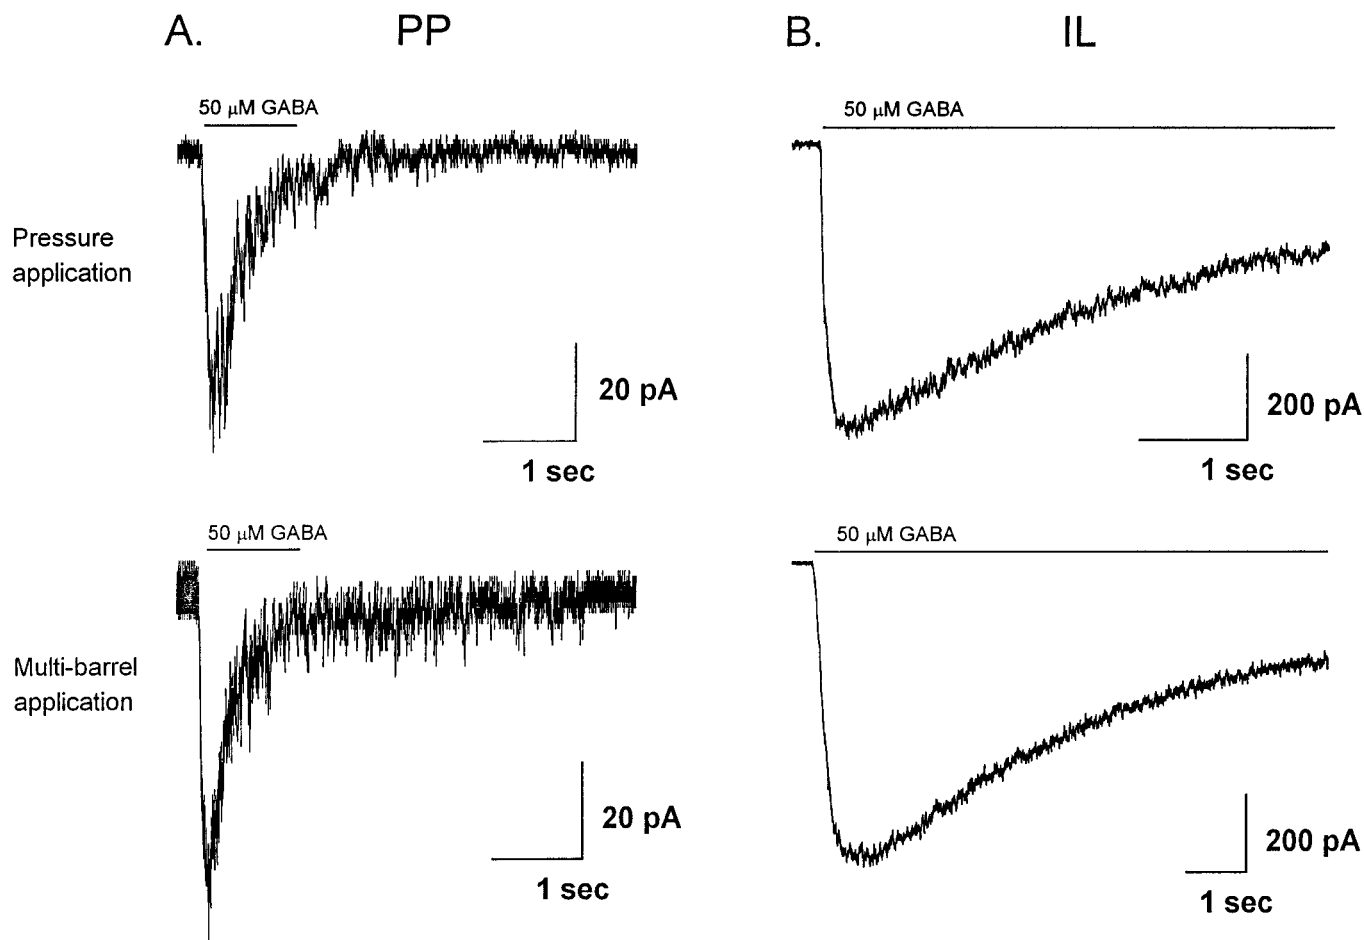 A.
PP
B.
IL
50 μM GABA
50 μM GABA
Pressure
application
20 pA
1 sec
200 pA
1 sec
50 μM GABA
50 μM GABA
Multi-barrel
application
20 pA
1 sec
200 pA
1 sec